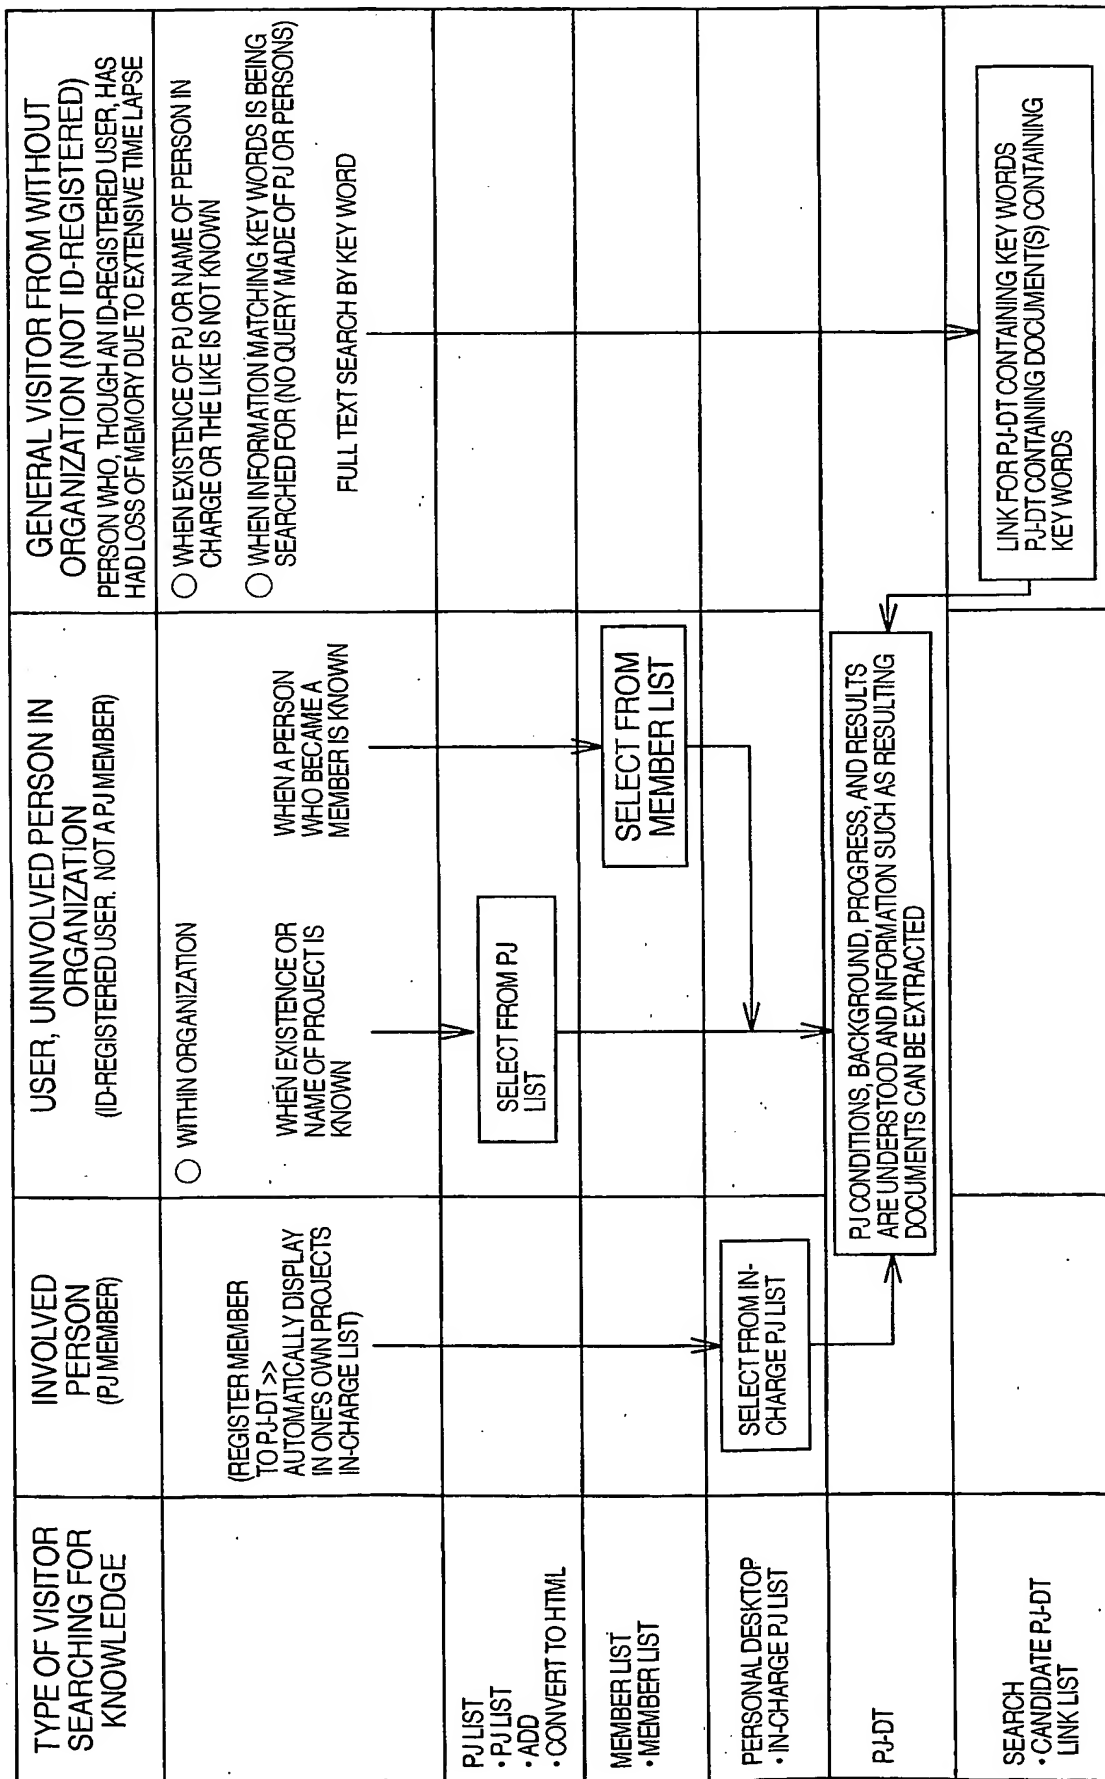 TYPE OF VISITOR
SEARCHING FOR
KNOWLEDGE
INVOLVED
PERSON
(PJ MEMBER)
USER, UNINVOLVED PERSON IN
ORGANIZATION
(ID-REGISTERED USER. NOT A PJ MEMBER)
GENERAL VISITOR FROM WITHOUT
ORGANIZATION (NOT ID-REGISTERED)
PERSON WHO, THOUGH AN ID-REGISTERED USER, HAS
HAD LOSS OF MEMORY DUE TO EXTENSIVE TIME LAPSE
(REGISTER MEMBER
TO PJ-DT >>
AUTOMATICALLY DISPLAY
IN ONE'S OWN PROJECTS
IN-CHARGE LIST)
○ WITHIN ORGANIZATION
WHEN EXISTENCE OR
NAME OF PROJECT IS
KNOWN
WHEN A PERSON
WHO BECAME A
MEMBER IS KNOWN
○ WHEN EXISTENCE OF PJ OR NAME OF PERSON IN
CHARGE OR THE LIKE IS NOT KNOWN
○ WHEN INFORMATION MATCHING KEY WORDS IS BEING
SEARCHED FOR (NO QUERY MADE OF PJ OR PERSONS)
FULL TEXT SEARCH BY KEY WORD
PJ LIST
・PJ LIST
・ADD
・CONVERT TO HTML
SELECT FROM PJ
LIST
MEMBER LIST
・MEMBER LIST
SELECT FROM
MEMBER LIST
PERSONAL DESKTOP
・IN-CHARGE PJ LIST
SELECT FROM IN-
CHARGE PJ LIST
PJ-DT
PJ CONDITIONS, BACKGROUND, PROGRESS, AND RESULTS
ARE UNDERSTOOD AND INFORMATION SUCH AS RESULTING
DOCUMENTS CAN BE EXTRACTED
SEARCH
・CANDIDATE PJ-DT
LINK LIST
LINK FOR PJ-DT CONTAINING KEY WORDS
PJ-DT CONTAINING DOCUMENT(S) CONTAINING
KEY WORDS